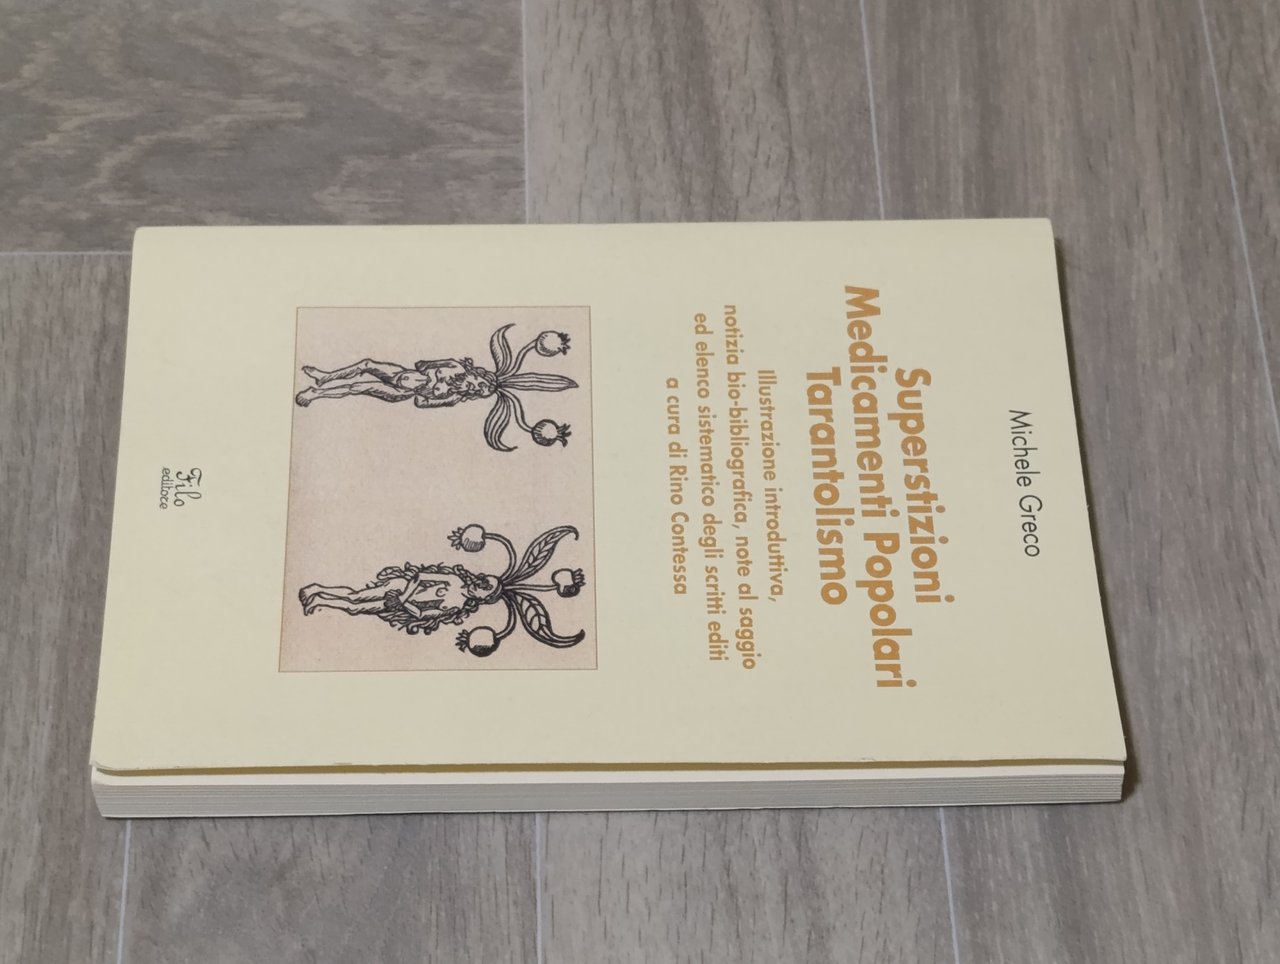 Michele Greco
Superstizioni
Medicamenti Popolari
Tarantolismo
Illustrazione introduttiva,
notizia bio-bibliografica, note al saggio
ed elenco sistematico degli scritti editi
a cura di Rino Contessa
Filo
editore